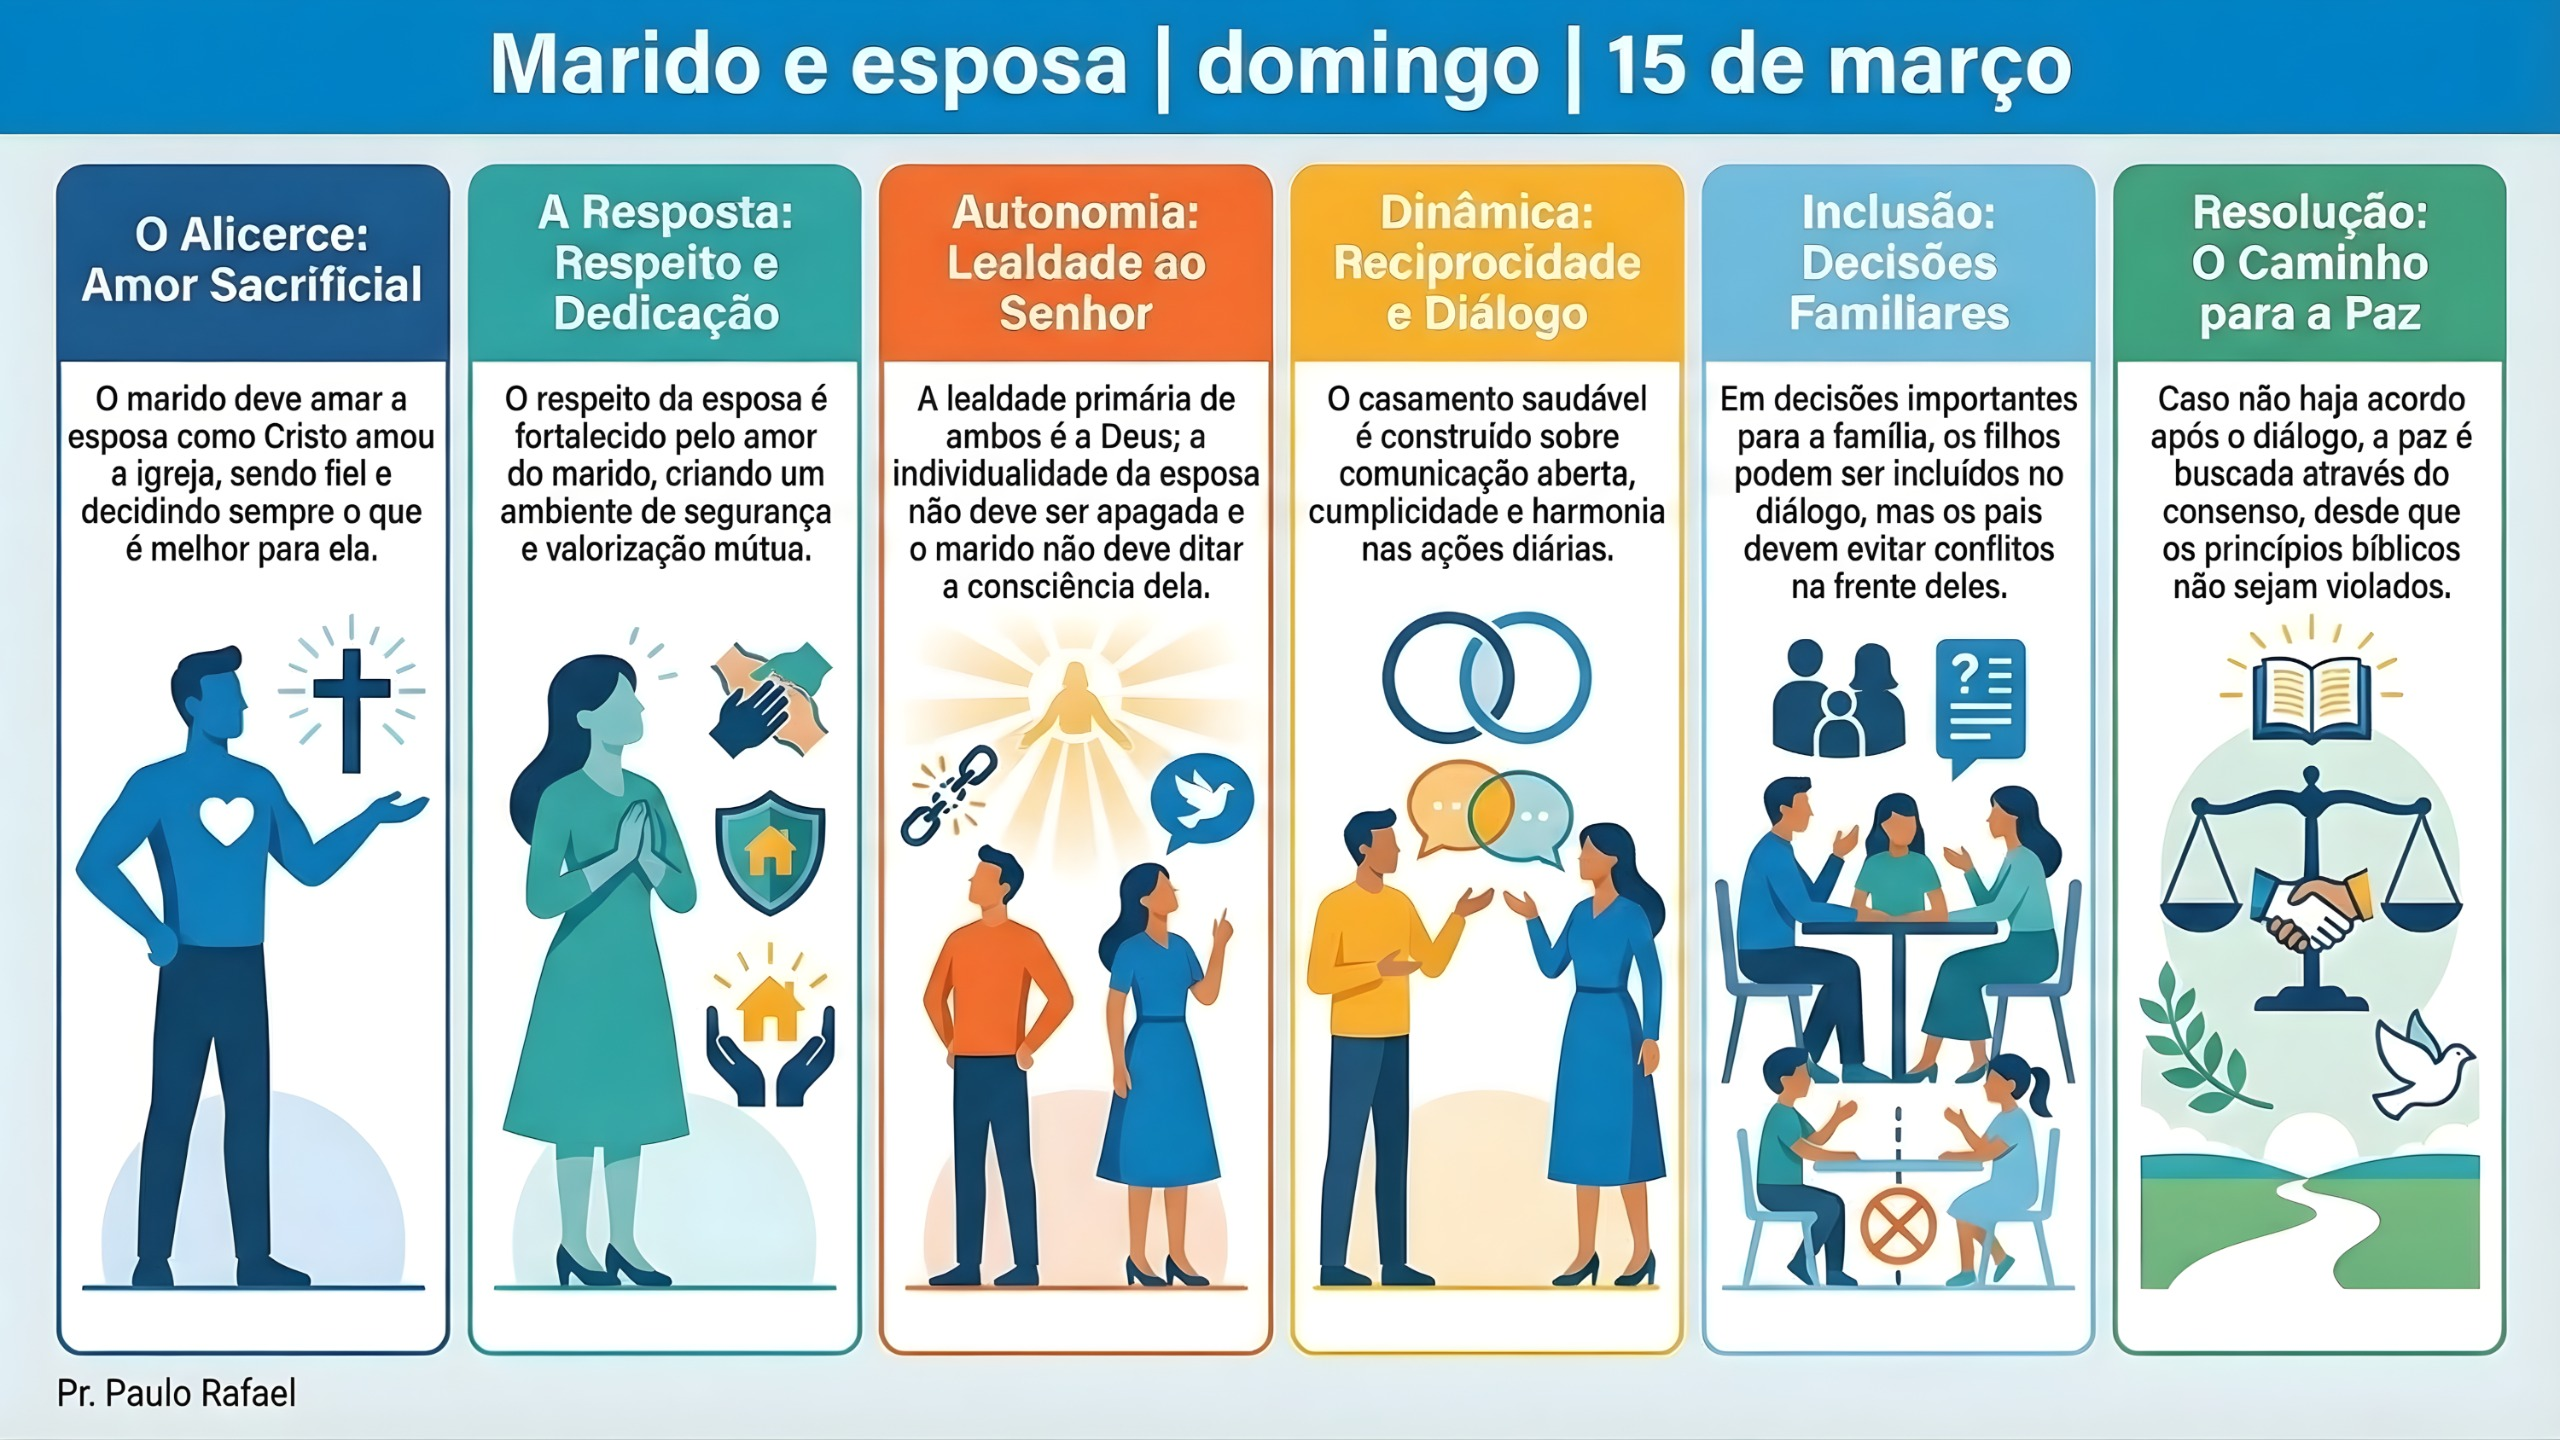 Marido e esposa | domingo | 15 de março
O Alicerce:
Amor Sacrificial
O marido deve amar a
esposa como Cristo amou
a igreja, sendo fiel e
decidindo sempre o que
é melhor para ela.
A Resposta:
Respeito e
Dedicação
O respeito da esposa é
fortalecido pelo amor
do marido, criando um
ambiente de segurança
e valorização mútua.
Autonomia:
Lealdade ao
Senhor
A lealdade primária de
ambos é a Deus; a
individualidade da esposa
não deve ser apagada e
o marido não deve ditar
a consciência dela.
Dinâmica:
Reciprocidade
e Diálogo
O casamento saudável
é construído sobre
comunicação aberta,
cumplicidade e harmonia
nas ações diárias.
Inclusão:
Decisões
Familiares
Em decisões importantes
para a família, os filhos
podem ser incluídos no
diálogo, mas os pais
devem evitar conflitos
na frente deles.
?
Resolução:
O Caminho
para a Paz
Caso não haja acordo
após o diálogo, a paz é
buscada através do
consenso, desde que
os princípios bíblicos
não sejam violados.
Pr. Paulo Rafael